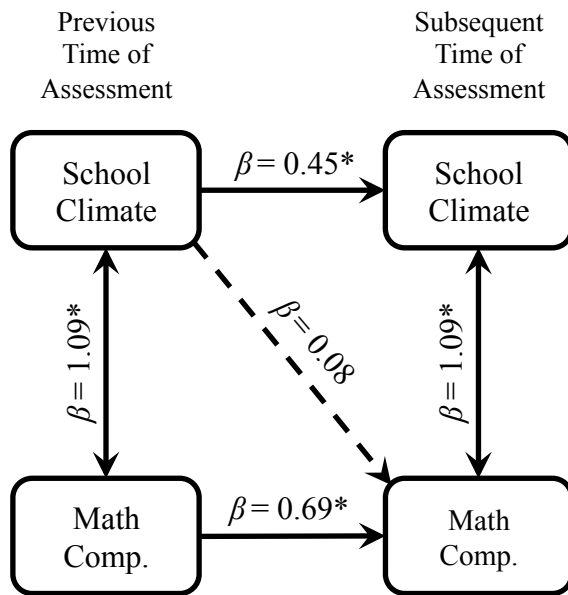 Previous
Time of
Assessment
Subsequent
Time of
Assessment
School
Climate
β = 0.45*
School
Climate
β = 1.09*
β = 0.08
β = 1.09*
Math
Comp.
β = 0.69*
Math
Comp.